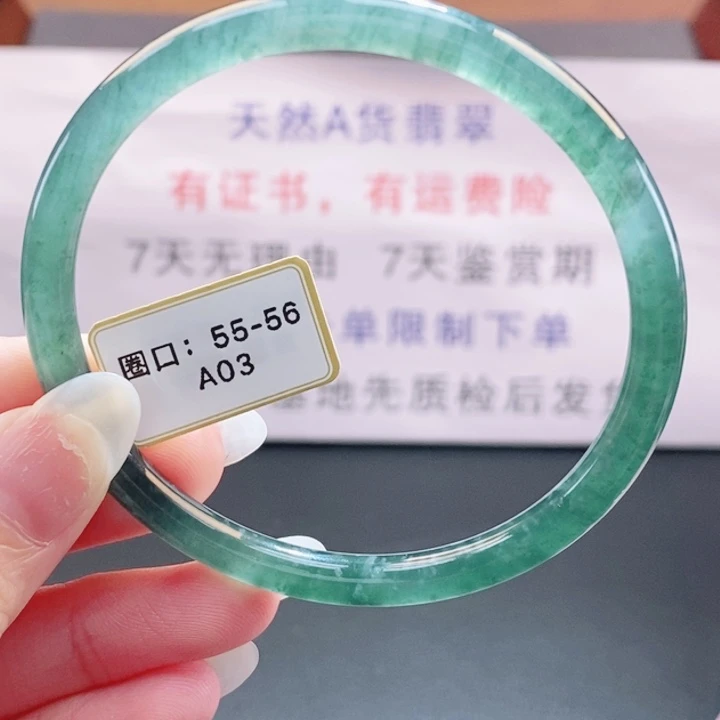 天然A货翡翠
有证书，有运费险
7天无理由 7天鉴赏期
单限制下单
基地先质检后发货
圈口：55-56
A03